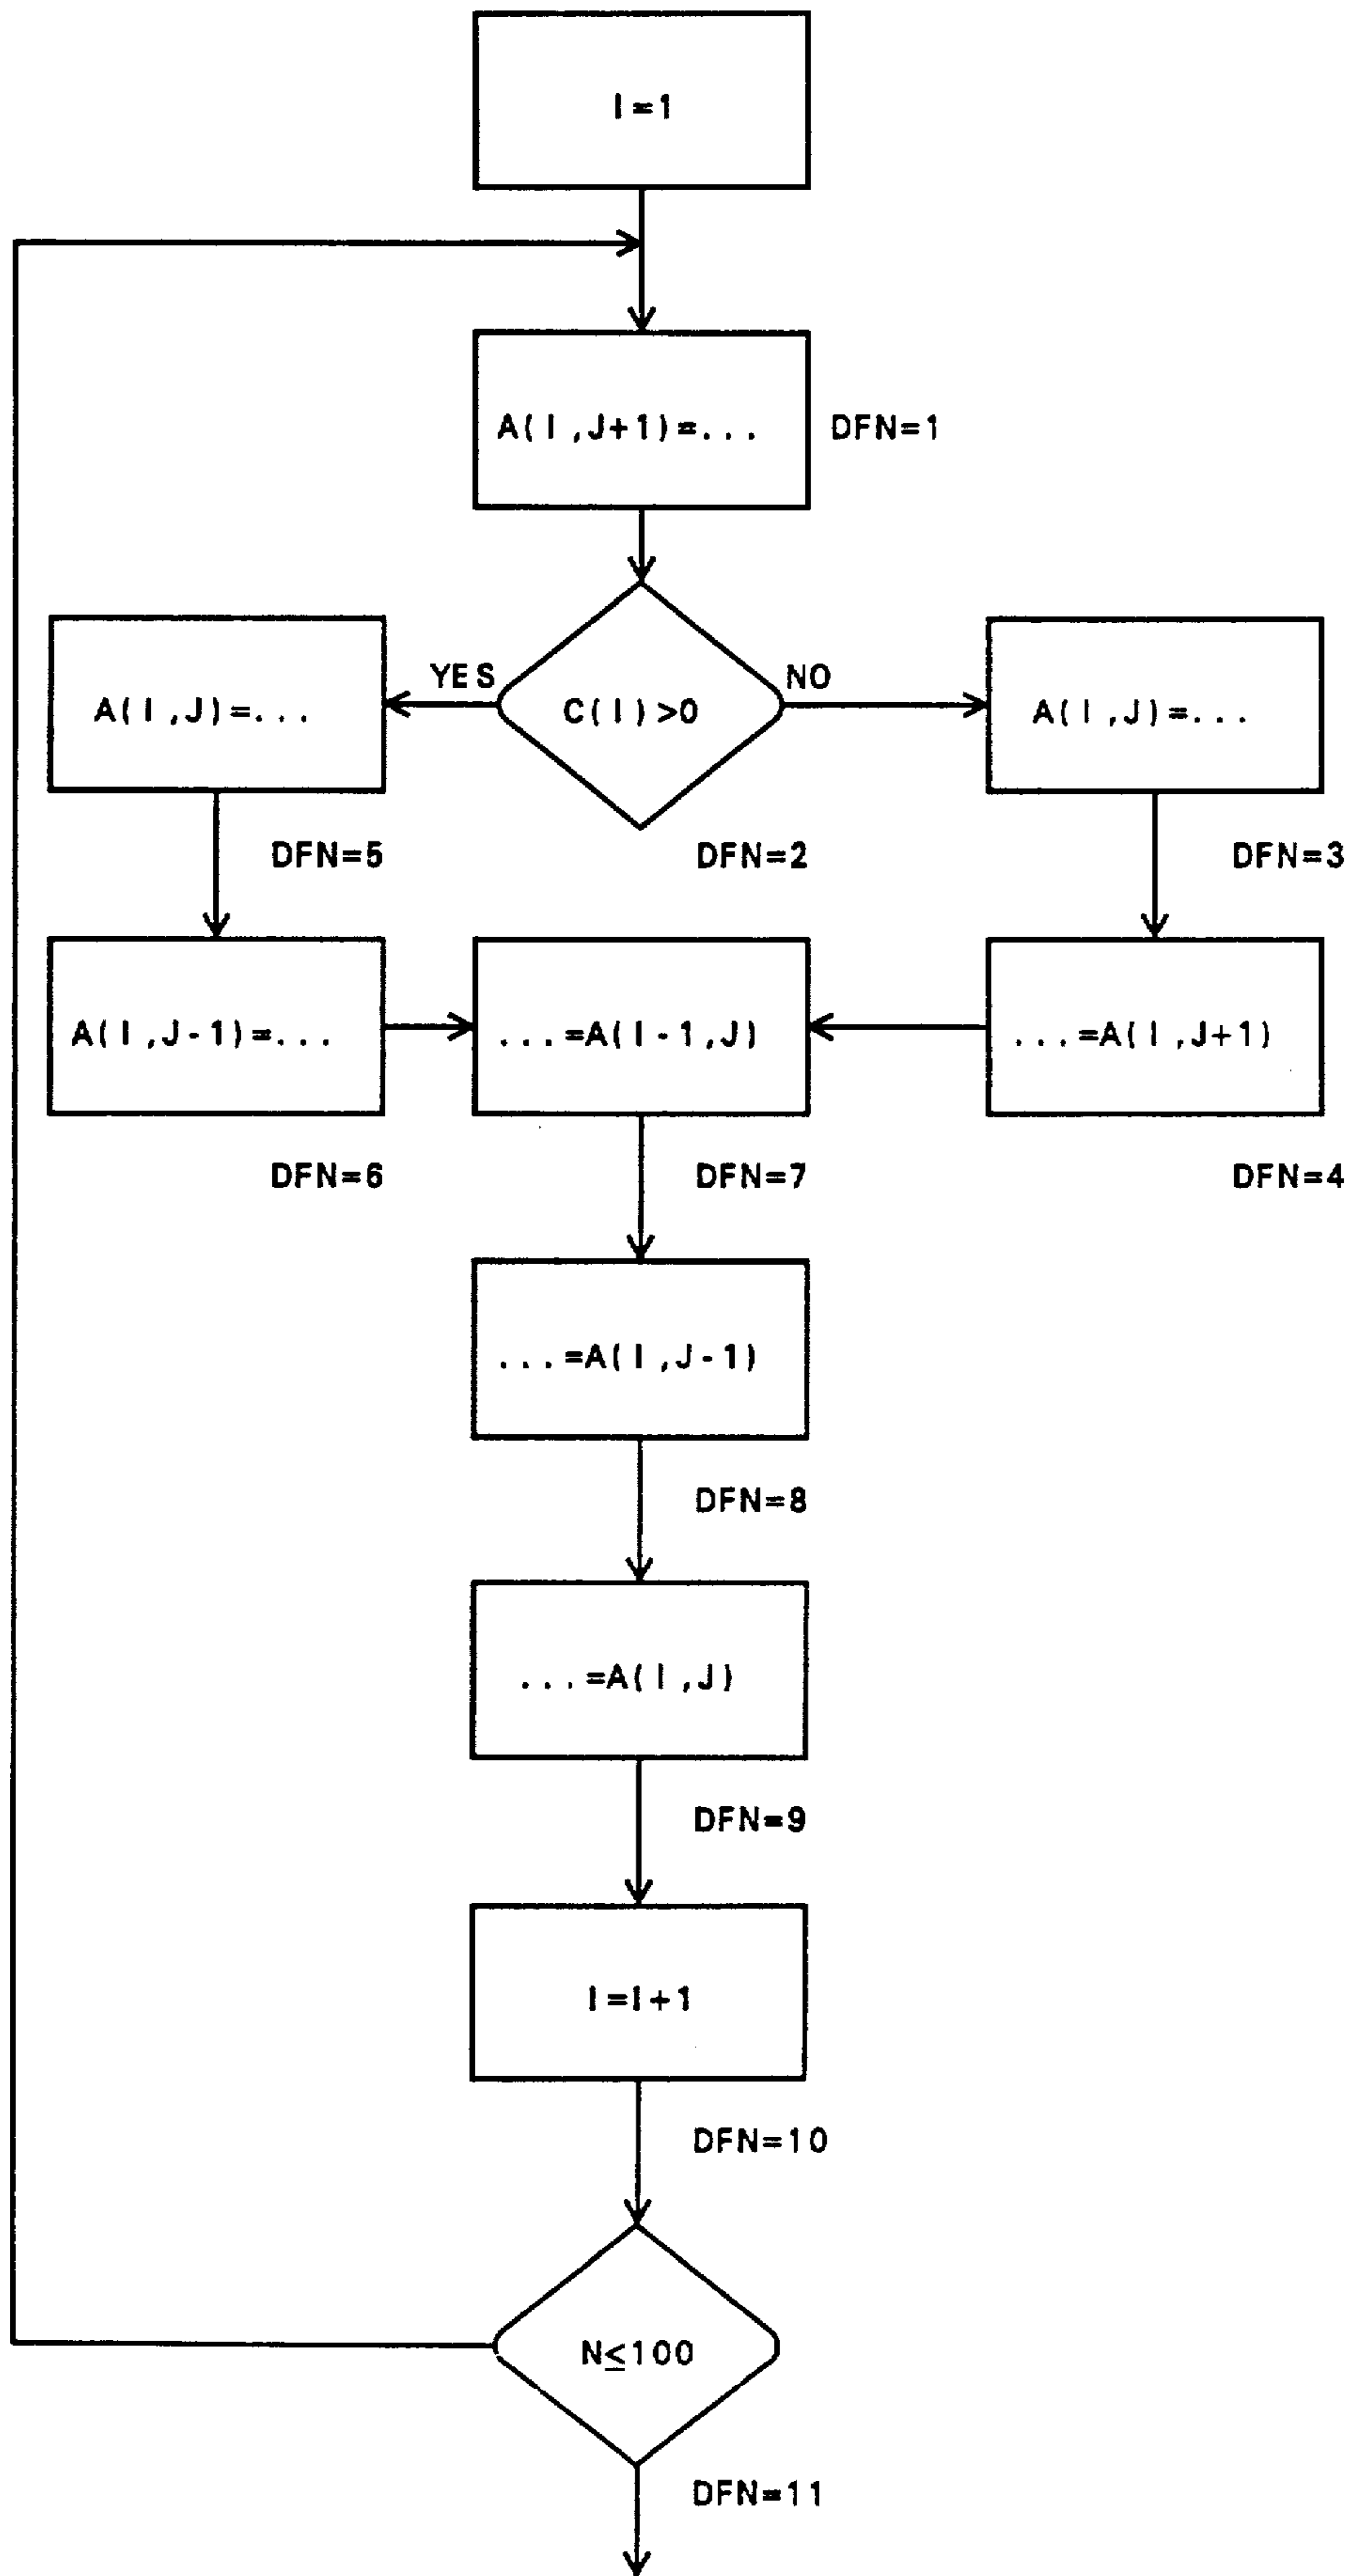 I=1
A(I,J+1)=...
DFN=1
YES
NO
A(I,J)=...
C(I)>0
A(I,J)=...
DFN=5
DFN=2
DFN=3
A(I,J-1)=...
...=A(I-1,J)
...=A(I,J+1)
DFN=6
DFN=7
DFN=4
...=A(I,J-1)
DFN=8
...=A(I,J)
DFN=9
I=I+1
DFN=10
N≤100
DFN=11